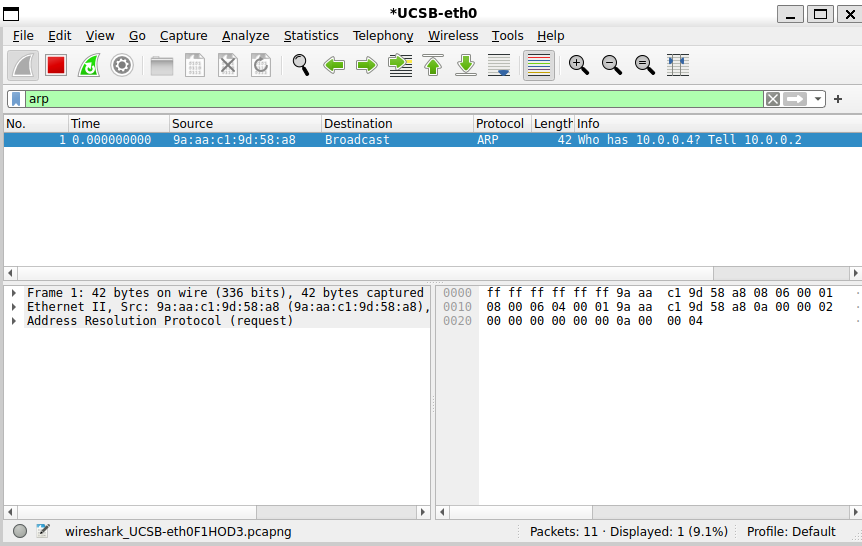 *UCSB-eth0
File Edit View Go Capture Analyze Statistics Telephony Wireless Tools Help
arp
No. Time Source Destination Protocol Length Info
1 0.000000000 9a:aa:c1:9d:58:a8 Broadcast ARP 42 Who has 10.0.0.4? Tell 10.0.0.2
Frame 1: 42 bytes on wire (336 bits), 42 bytes captured
Ethernet II, Src: 9a:aa:c1:9d:58:a8 (9a:aa:c1:9d:58:a8),
Address Resolution Protocol (request)
0000 ff ff ff ff ff ff 9a aa c1 9d 58 a8 08 06 00 01 ·
0010 08 00 06 04 00 01 9a aa c1 9d 58 a8 0a 00 00 02 ·
0020 00 00 00 00 00 00 0a 00 00 04 ·
wireshark_UCSB-eth0F1HOD3.pcapng Packets: 11 · Displayed: 1 (9.1%) Profile: Default